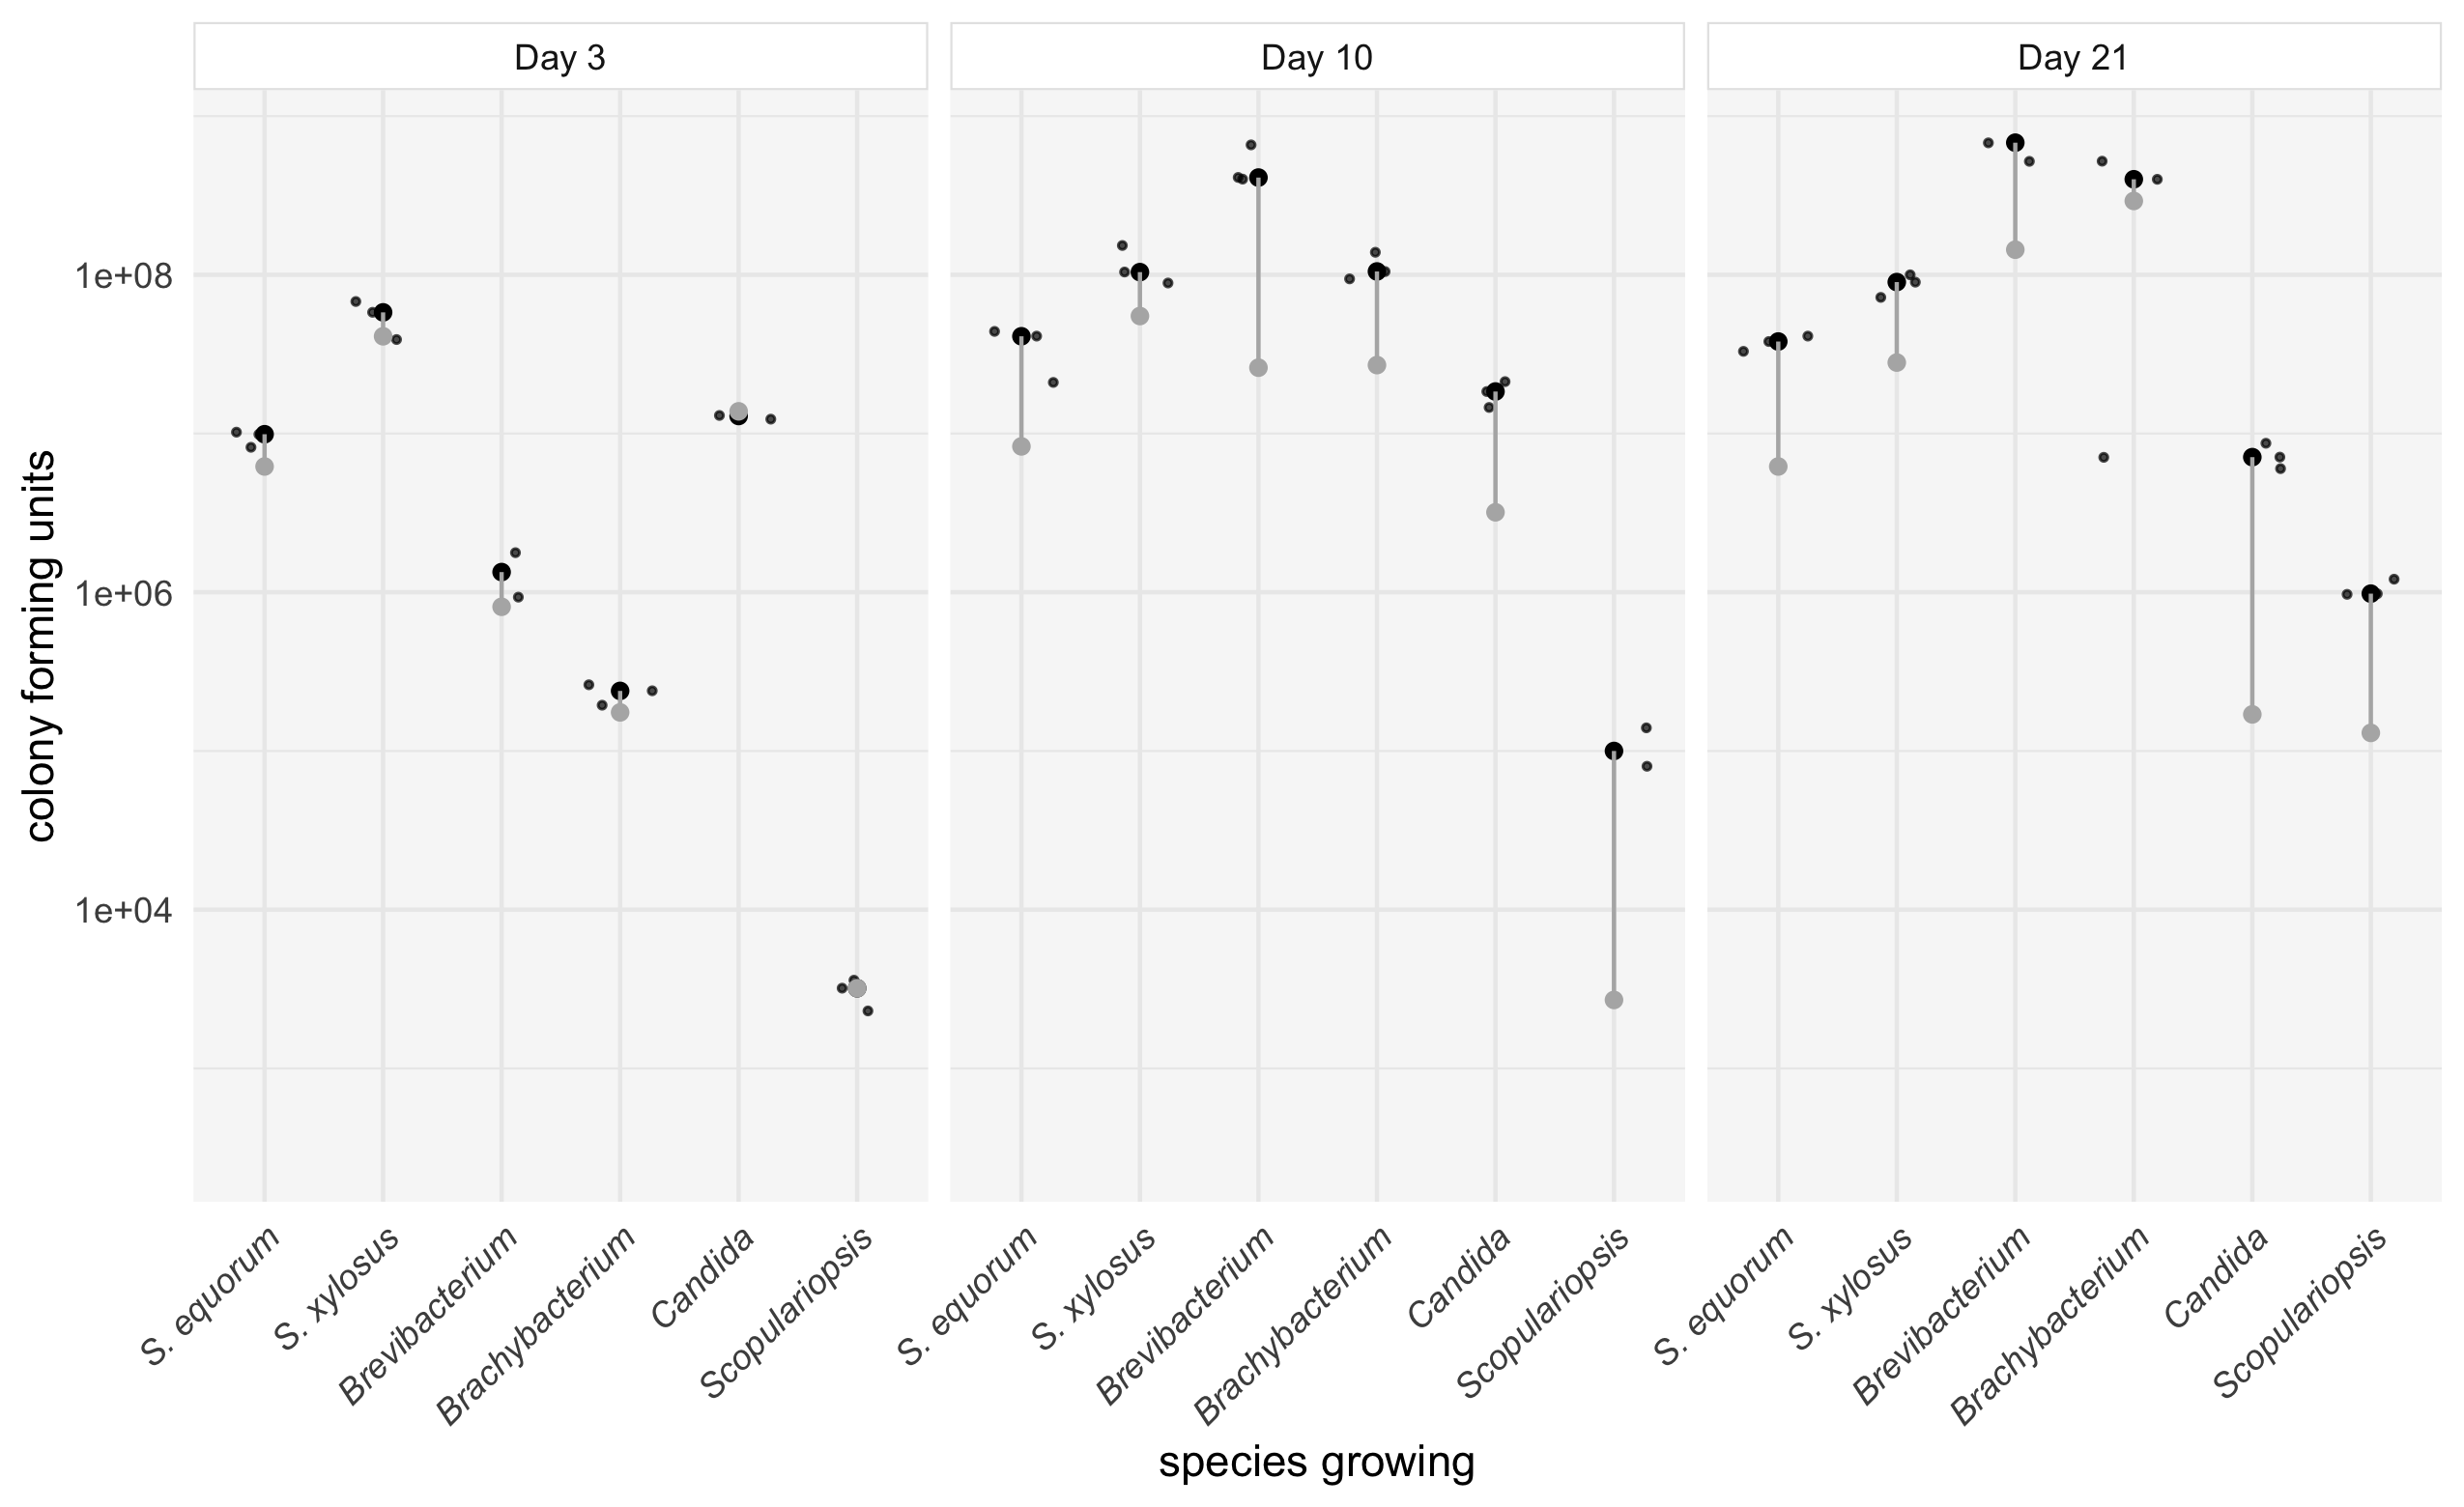 Day 3
Day 10
Day 21
colony forming units
1e+08
1e+06
1e+04
S. equorum
S. xylosus
Brevibacterium
Brachybacterium
Candida
Scopulariopsis
S. equorum
S. xylosus
Brevibacterium
Brachybacterium
Candida
Scopulariopsis
S. equorum
S. xylosus
Brevibacterium
Brachybacterium
Candida
Scopulariopsis
species growing